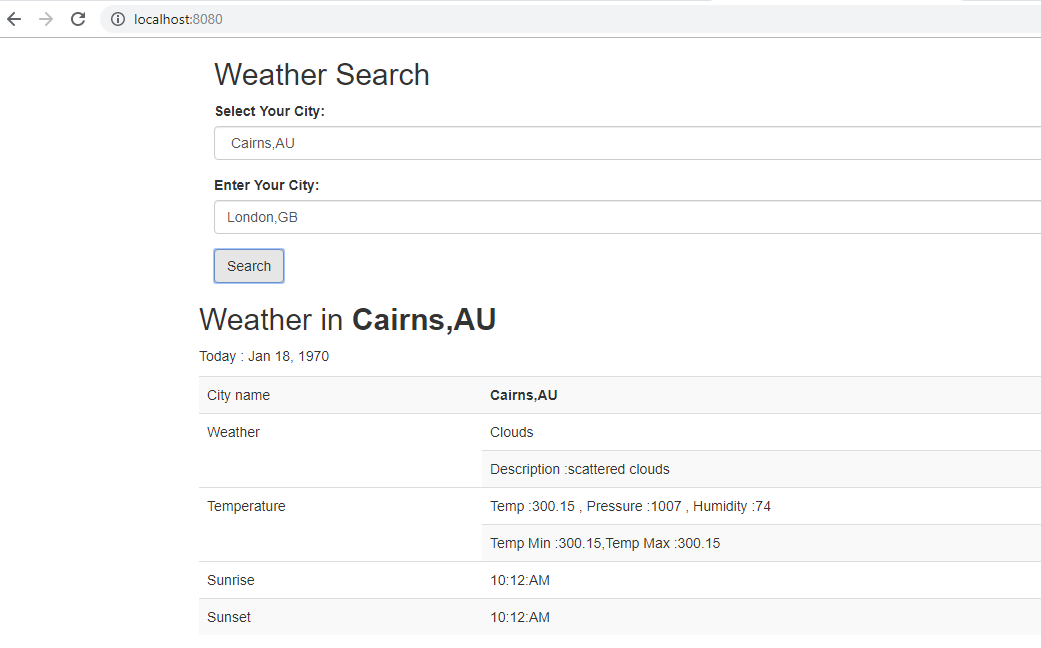 localhost:8080
Weather Search
Select Your City:
Cairns,AU
Enter Your City:
London,GB
Search
Weather in Cairns,AU
Today : Jan 18, 1970
City name Cairns,AU
Weather Clouds
Description :scattered clouds
Temperature Temp :300.15 , Pressure :1007 , Humidity :74
Temp Min :300.15,Temp Max :300.15
Sunrise 10:12:AM
Sunset 10:12:AM